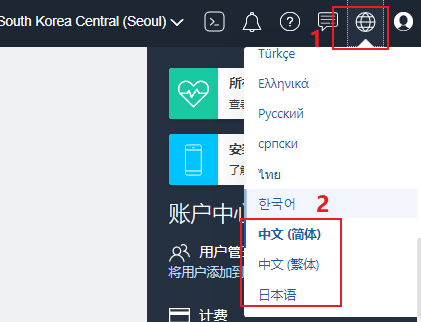 South Korea Central (Seoul)
1
Türkçe
Ελληνικά
Русский
српски
ไทย
한국어
2
中文 (简体)
中文 (繁体)
日本语
所
查
安
了解
账户中心
用户管
将用户添加到
计费